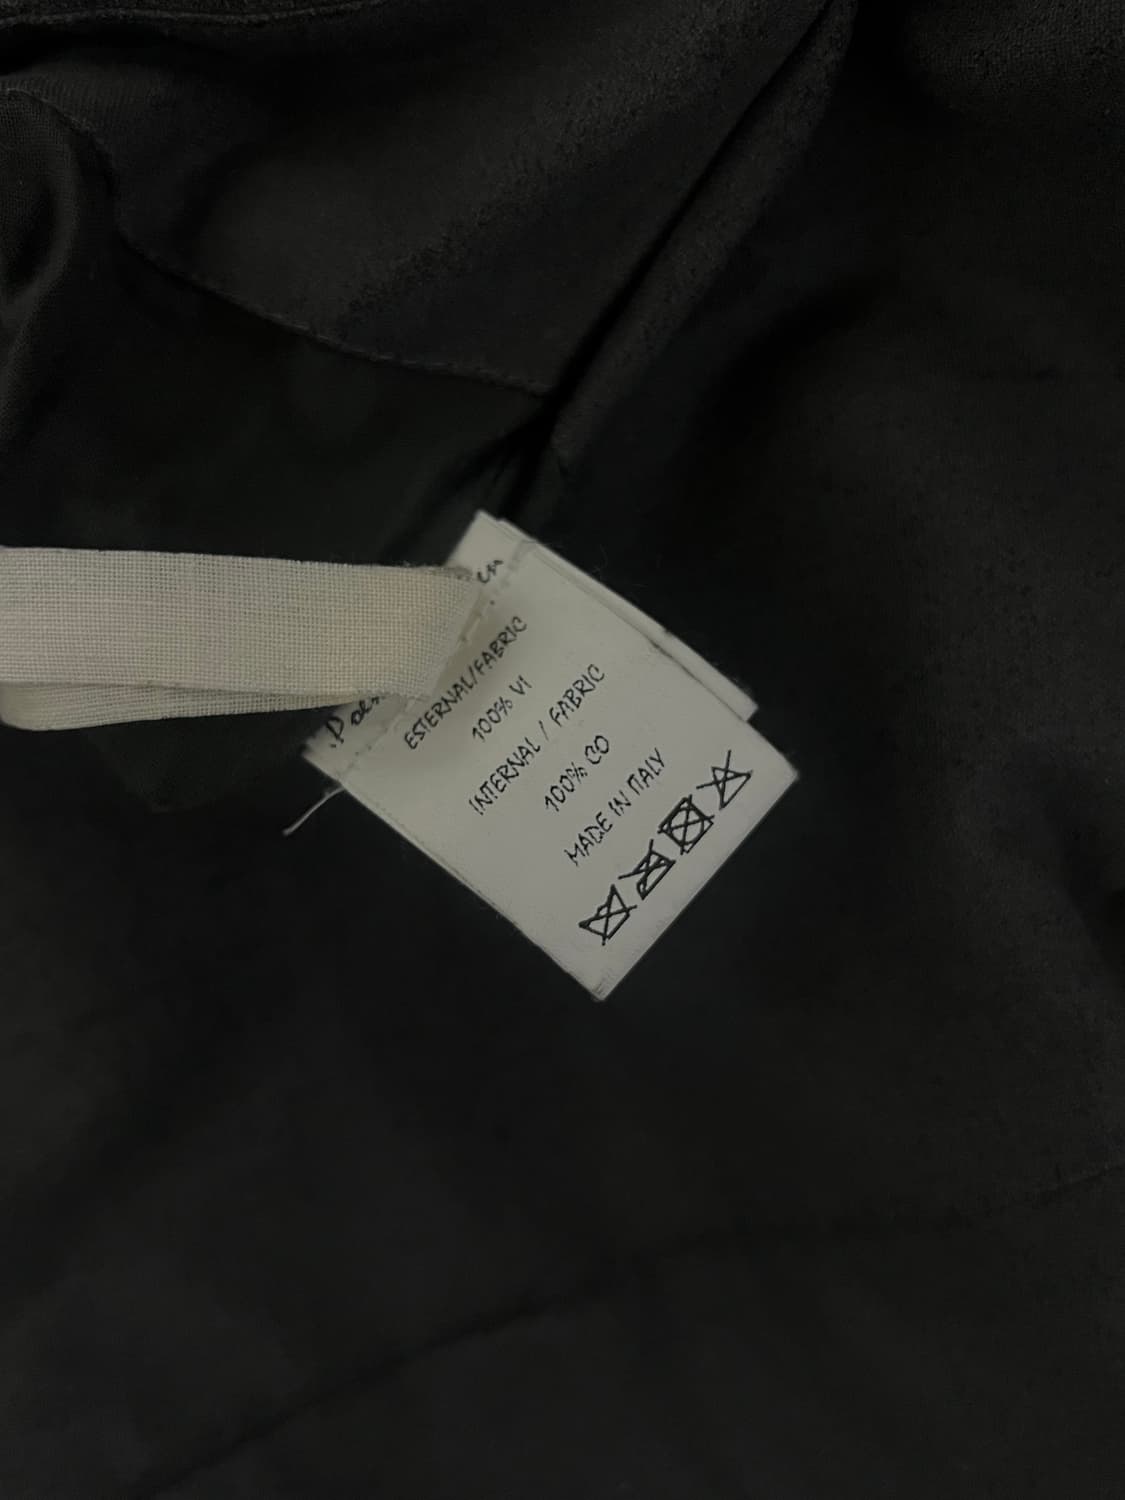 ESTERNAL/FABRIC
100% VI
INTERNAL / FABRIC
100% CO
MADE IN ITALY